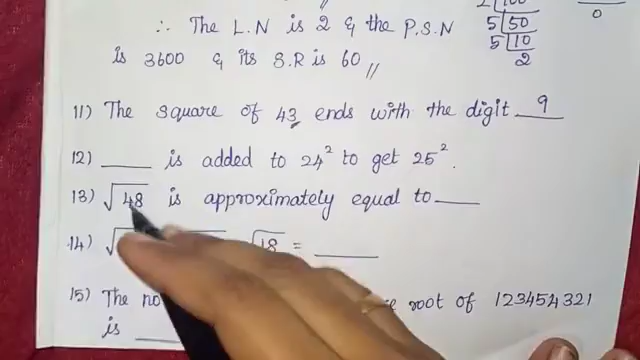 ∴ The L.N is 2 & the P.S.N
is 3600 & its S.R is 60 //
5 | 50
5 | 10
2
0
11) The square of 43 ends with the digit 9
12) ____ is added to 24² to get 25².
13) √48 is approximately equal to ____
14) √ √18 = ____
15) The no root of 123454321
is ____